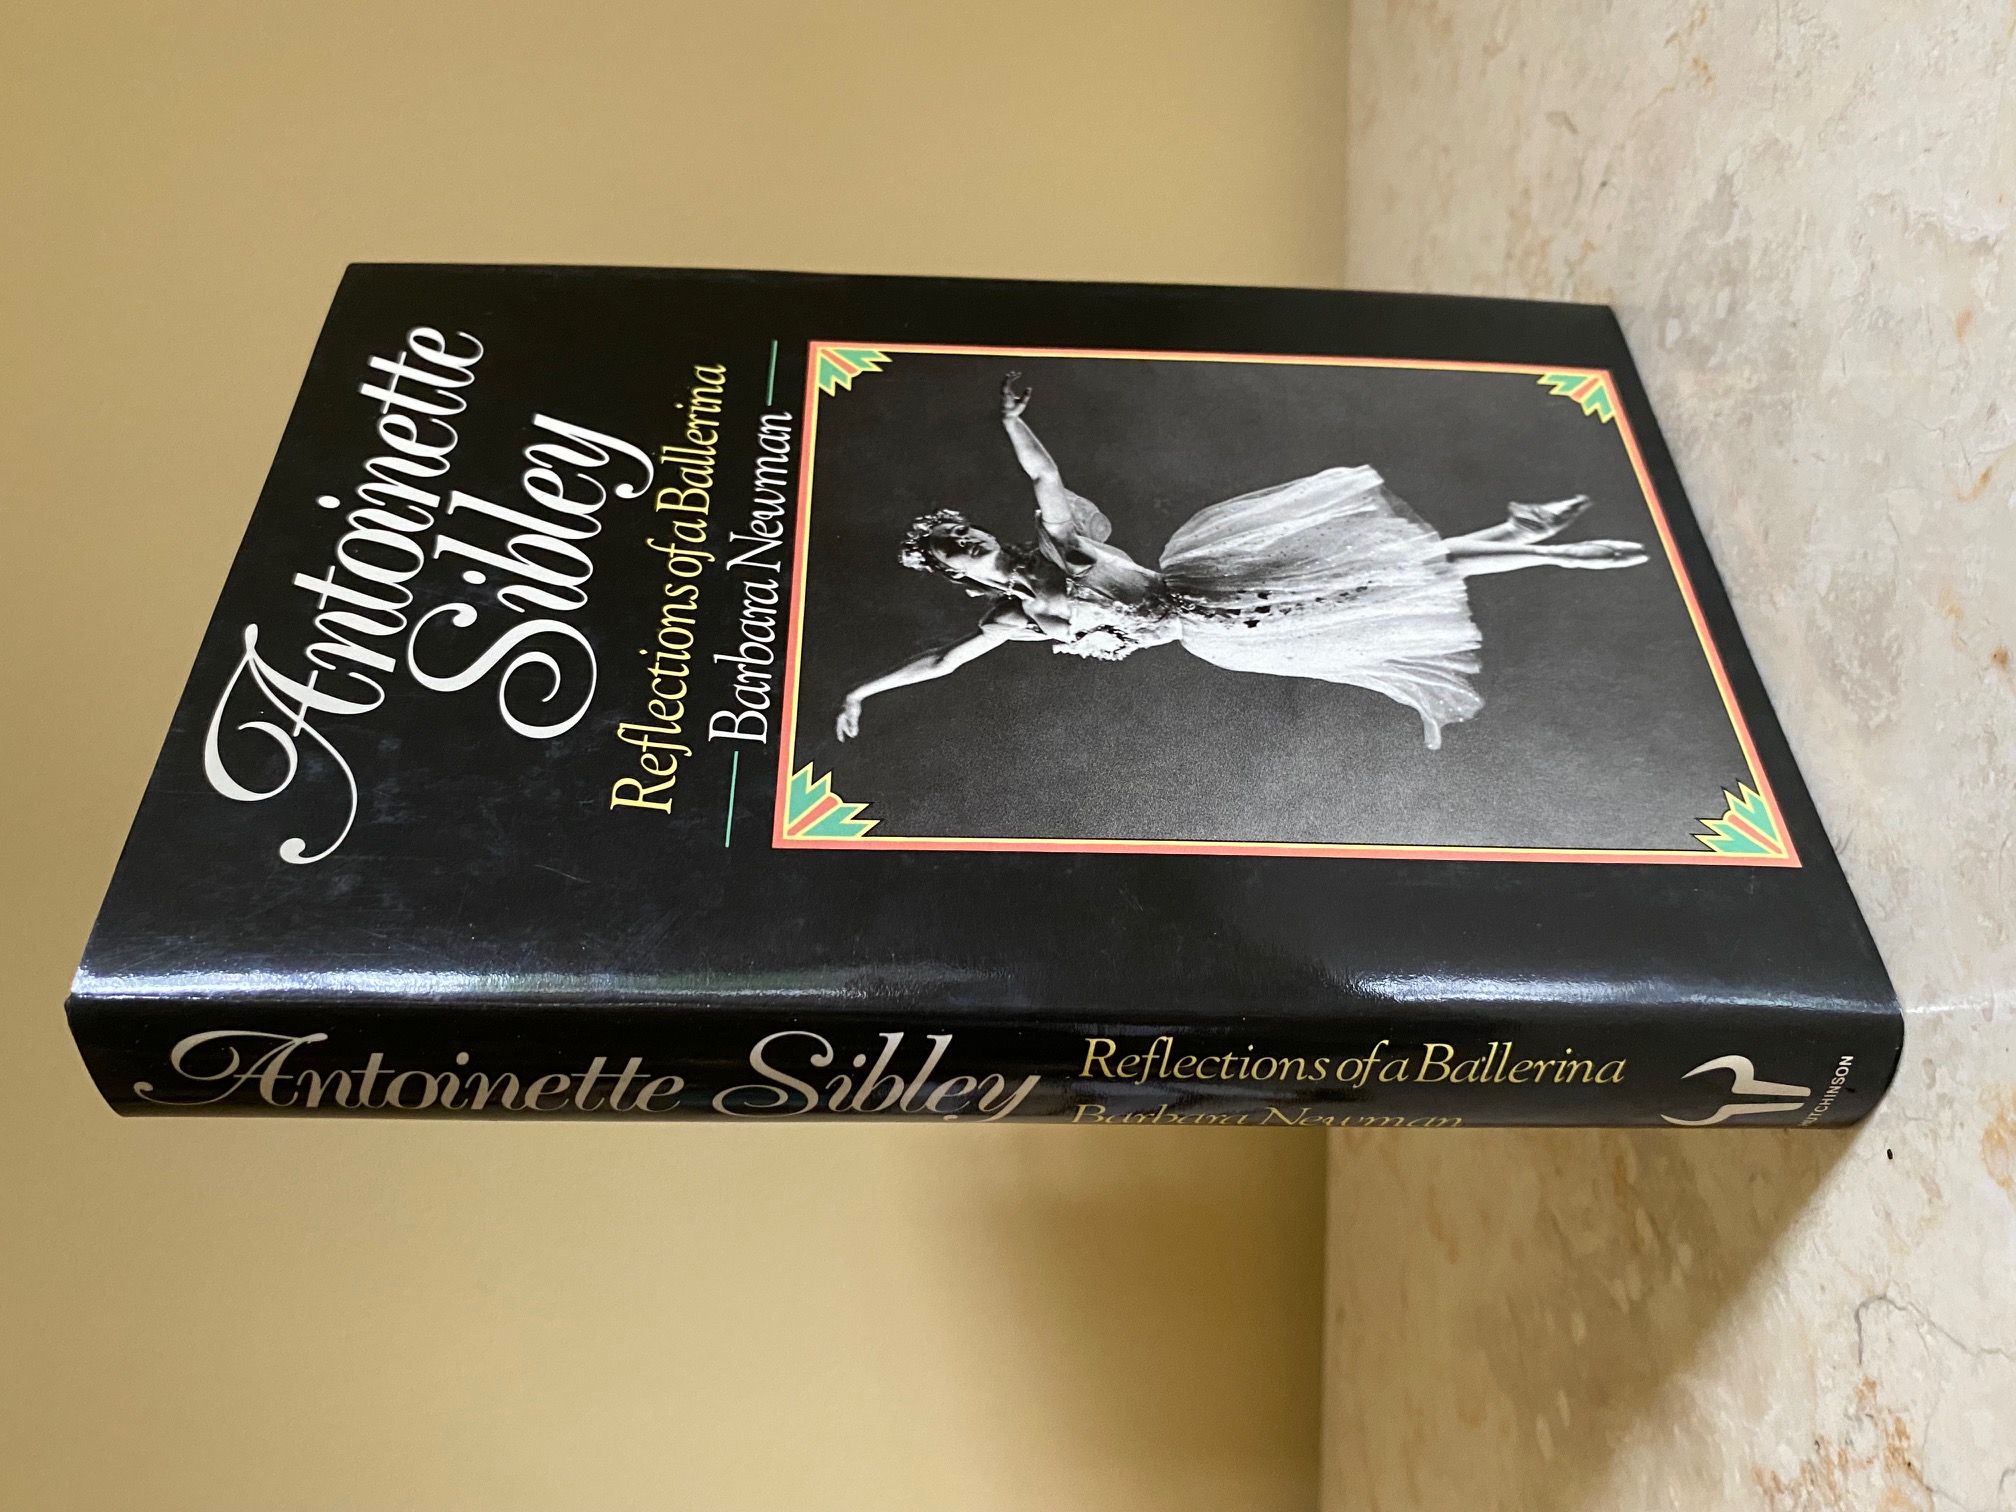 Antoinette
Sibley
Reflections of a Ballerina
Barbara Newman
Antoinette Sibley
Reflections of a Ballerina
Barbara Newman
HUTCHINSON